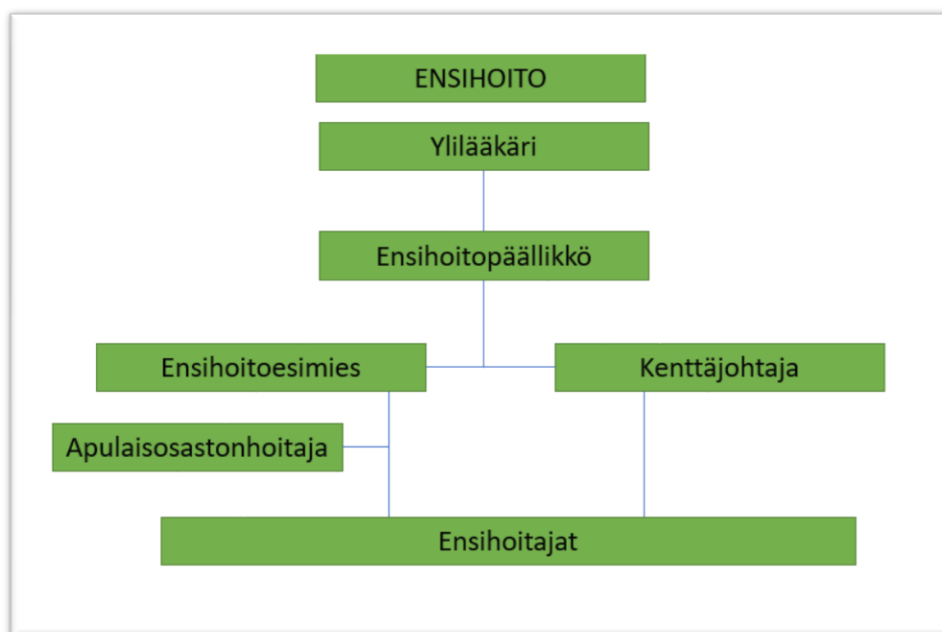 ENSIHOITO
Ylilääkäri
Ensihoitopäällikkö
Ensihoitoesimies
Kenttäjohtaja
Apulaisosastonhoitaja
Ensihoitajat